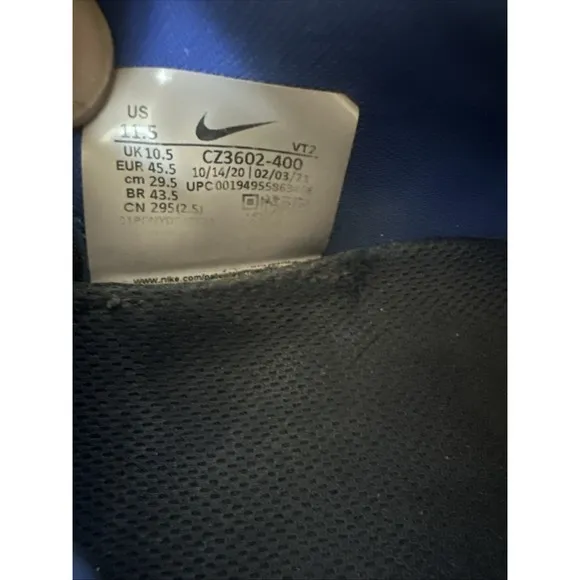 US
11.5
VT2
UK 10.5
CZ3602-400
EUR 45.5
10/14/20 | 02/03/21
cm 29.5
UPC
BR 43.5
CN 295(2.5)
www.nike.com/